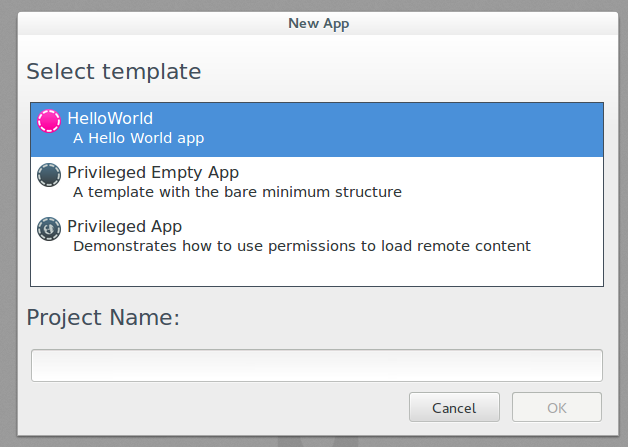 New App
Select template
HelloWorld
A Hello World app
Privileged Empty App
A template with the bare minimum structure
Privileged App
Demonstrates how to use permissions to load remote content
Project Name:
Cancel OK